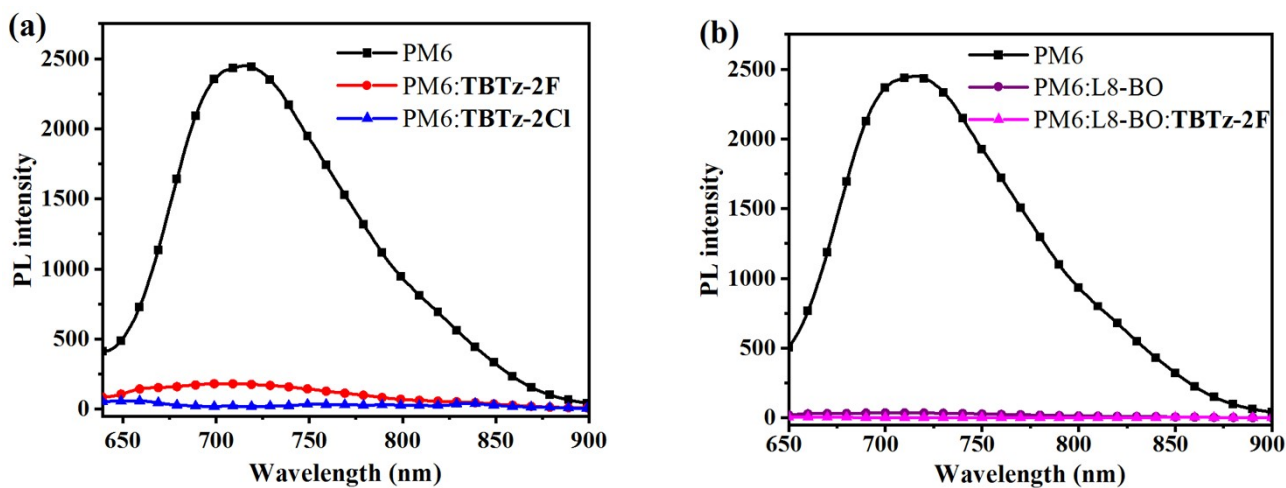 (a)
PM6
PM6:TBTz-2F
PM6:TBTz-2Cl
PL intensity
2500
2000
1500
1000
500
0
650 700 750 800 850 900
Wavelength (nm)
(b)
PM6
PM6:L8-BO
PM6:L8-BO:TBTz-2F
PL intensity
2500
2000
1500
1000
500
0
650 700 750 800 850 900
Wavelength (nm)